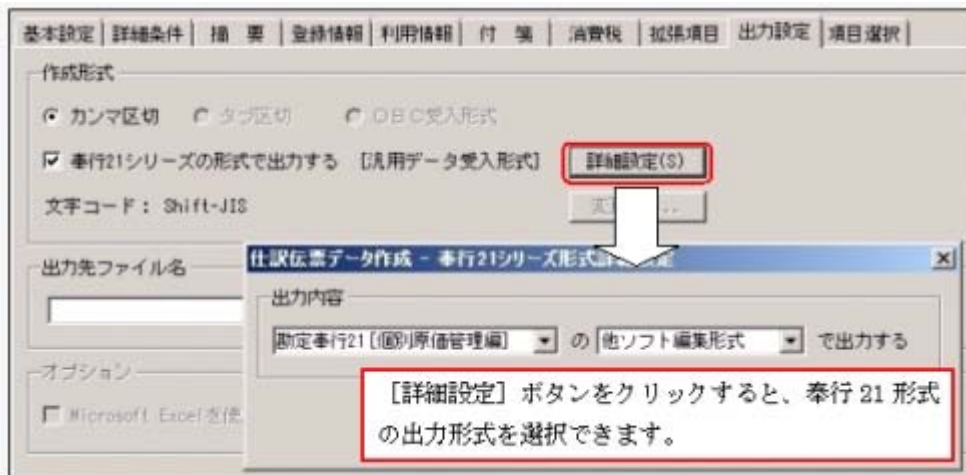 基本設定 詳細条件 摘 要 登録情報 利用情報 付 箋 消費税 拡張項目 出力設定 項目選択
作成形式
カンマ区切 タブ区切 OBC受入形式
奉行21シリーズの形式で出力する [汎用データ受入形式] 詳細設定(S)
文字コード: Shift-JIS
出力先ファイル名
仕訳伝票データ作成 - 奉行21シリーズ形式詳細設定
出力内容
勘定奉行21[個別原価管理編] の 他ソフト編集形式 で出力する
オプション
Microsoft Excelを使
[詳細設定]ボタンをクリックすると、奉行21形式
の出力形式を選択できます。